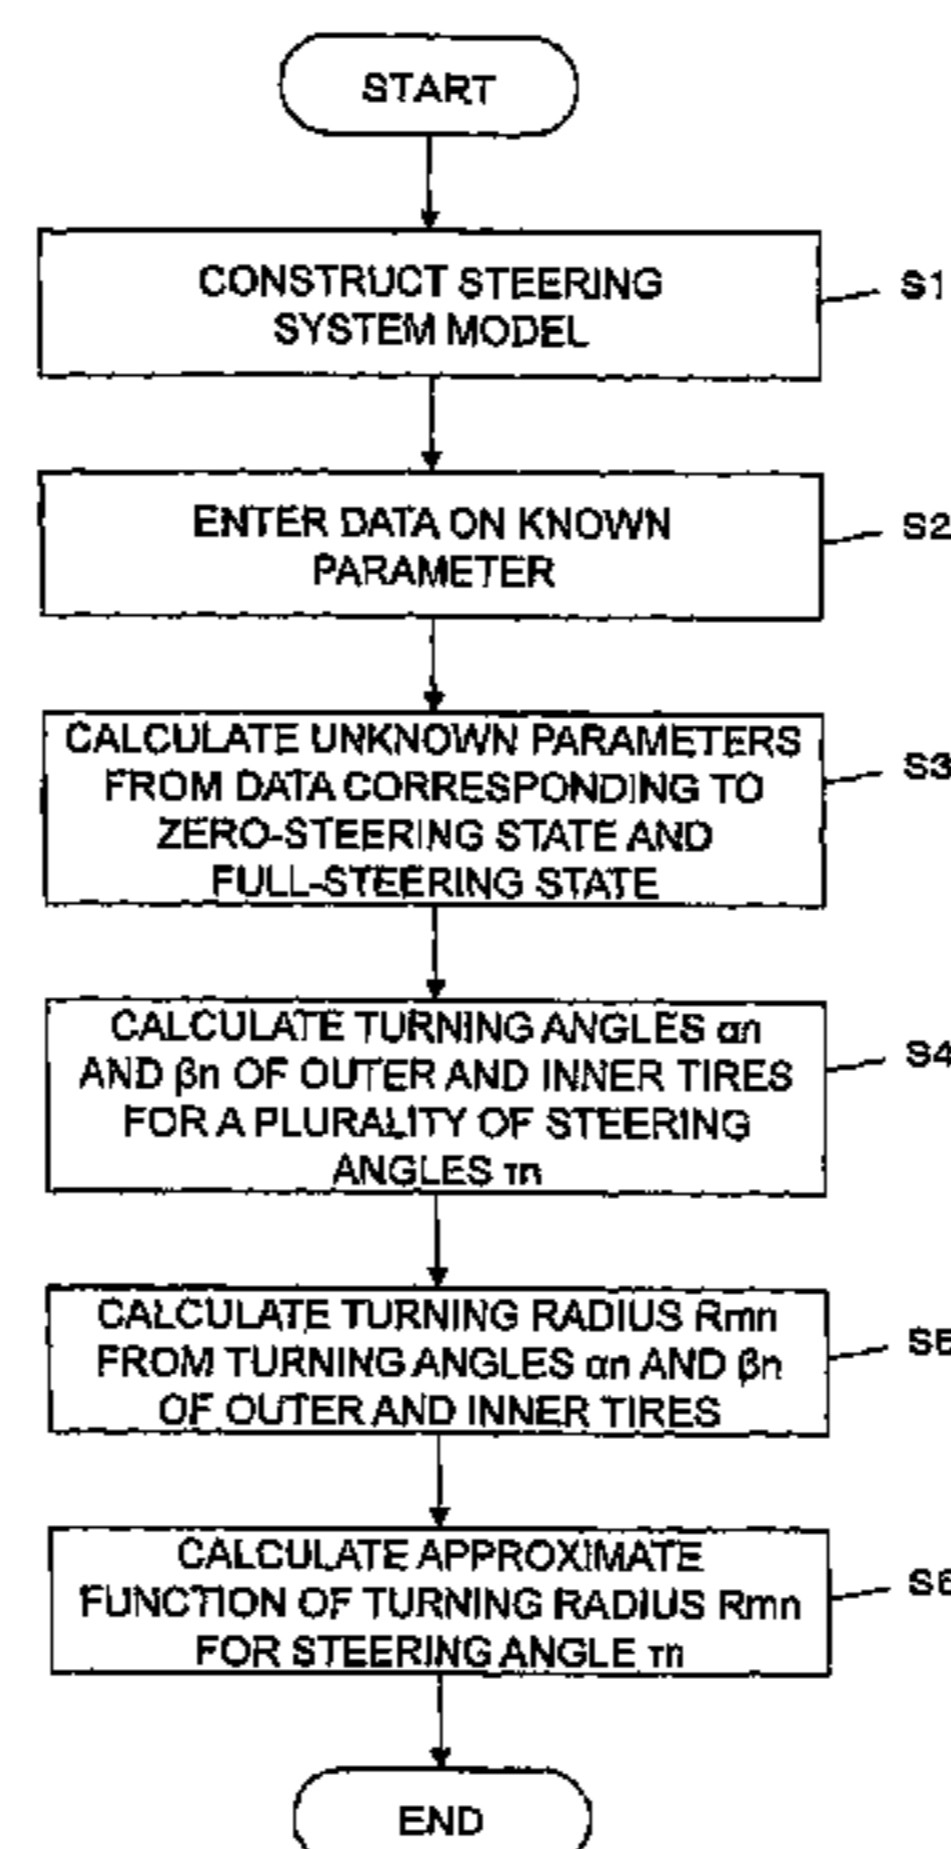 START
CONSTRUCT STEERING
SYSTEM MODEL
S1
ENTER DATA ON KNOWN
PARAMETER
S2
CALCULATE UNKNOWN PARAMETERS
FROM DATA CORRESPONDING TO
ZERO-STEERING STATE AND
FULL-STEERING STATE
S3
CALCULATE TURNING ANGLES αn
AND βn OF OUTER AND INNER TIRES
FOR A PLURALITY OF STEERING
ANGLES τn
S4
CALCULATE TURNING RADIUS Rmn
FROM TURNING ANGLES αn AND βn
OF OUTER AND INNER TIRES
S5
CALCULATE APPROXIMATE
FUNCTION OF TURNING RADIUS Rmn
FOR STEERING ANGLE τn
S6
END